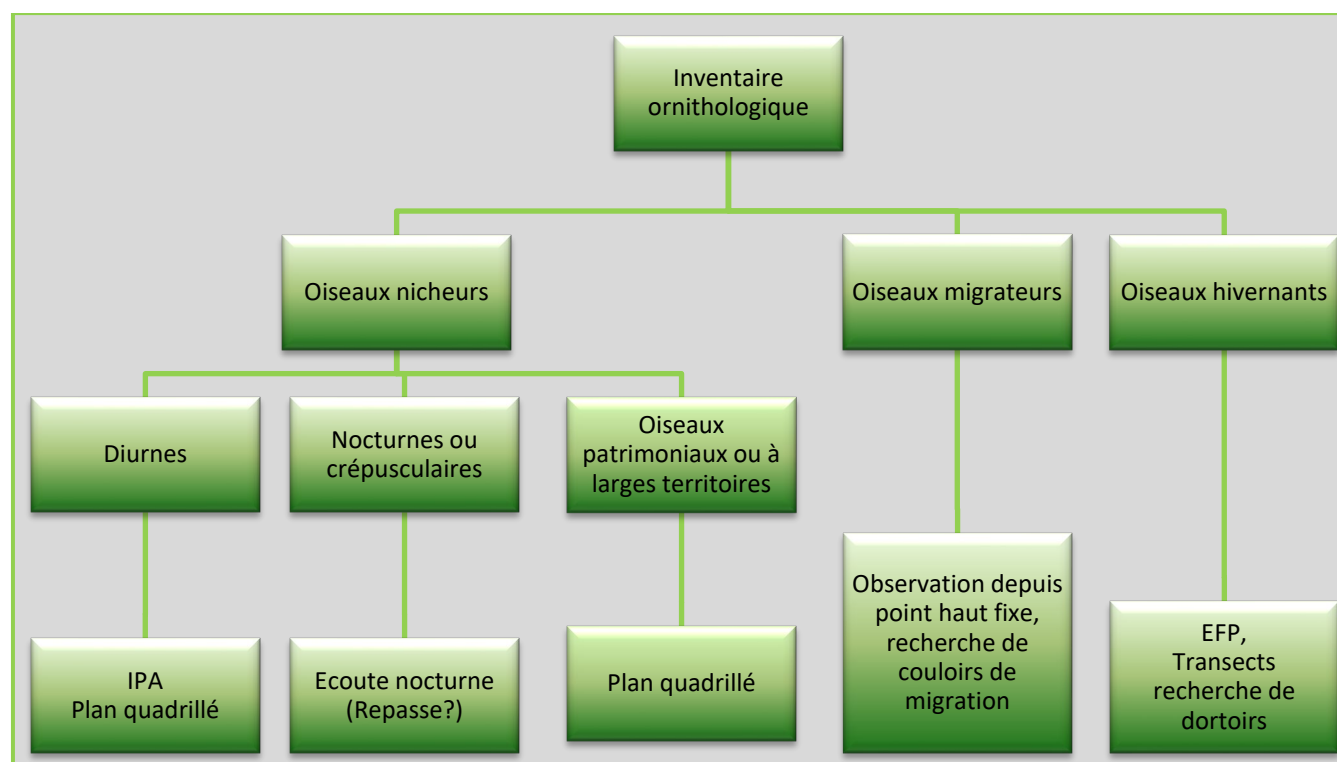 Inventaire
ornithologique
Oiseaux nicheurs
Oiseaux migrateurs
Oiseaux hivernants
Diurnes
Nocturnes ou
crépusculaires
Oiseaux
patrimoniaux ou à
larges territoires
IPA
Plan quadrillé
Ecoute nocturne
(Repasse?)
Plan quadrillé
Observation depuis
point haut fixe,
recherche de
couloirs de
migration
EFP,
Transects
recherche de
dortoirs